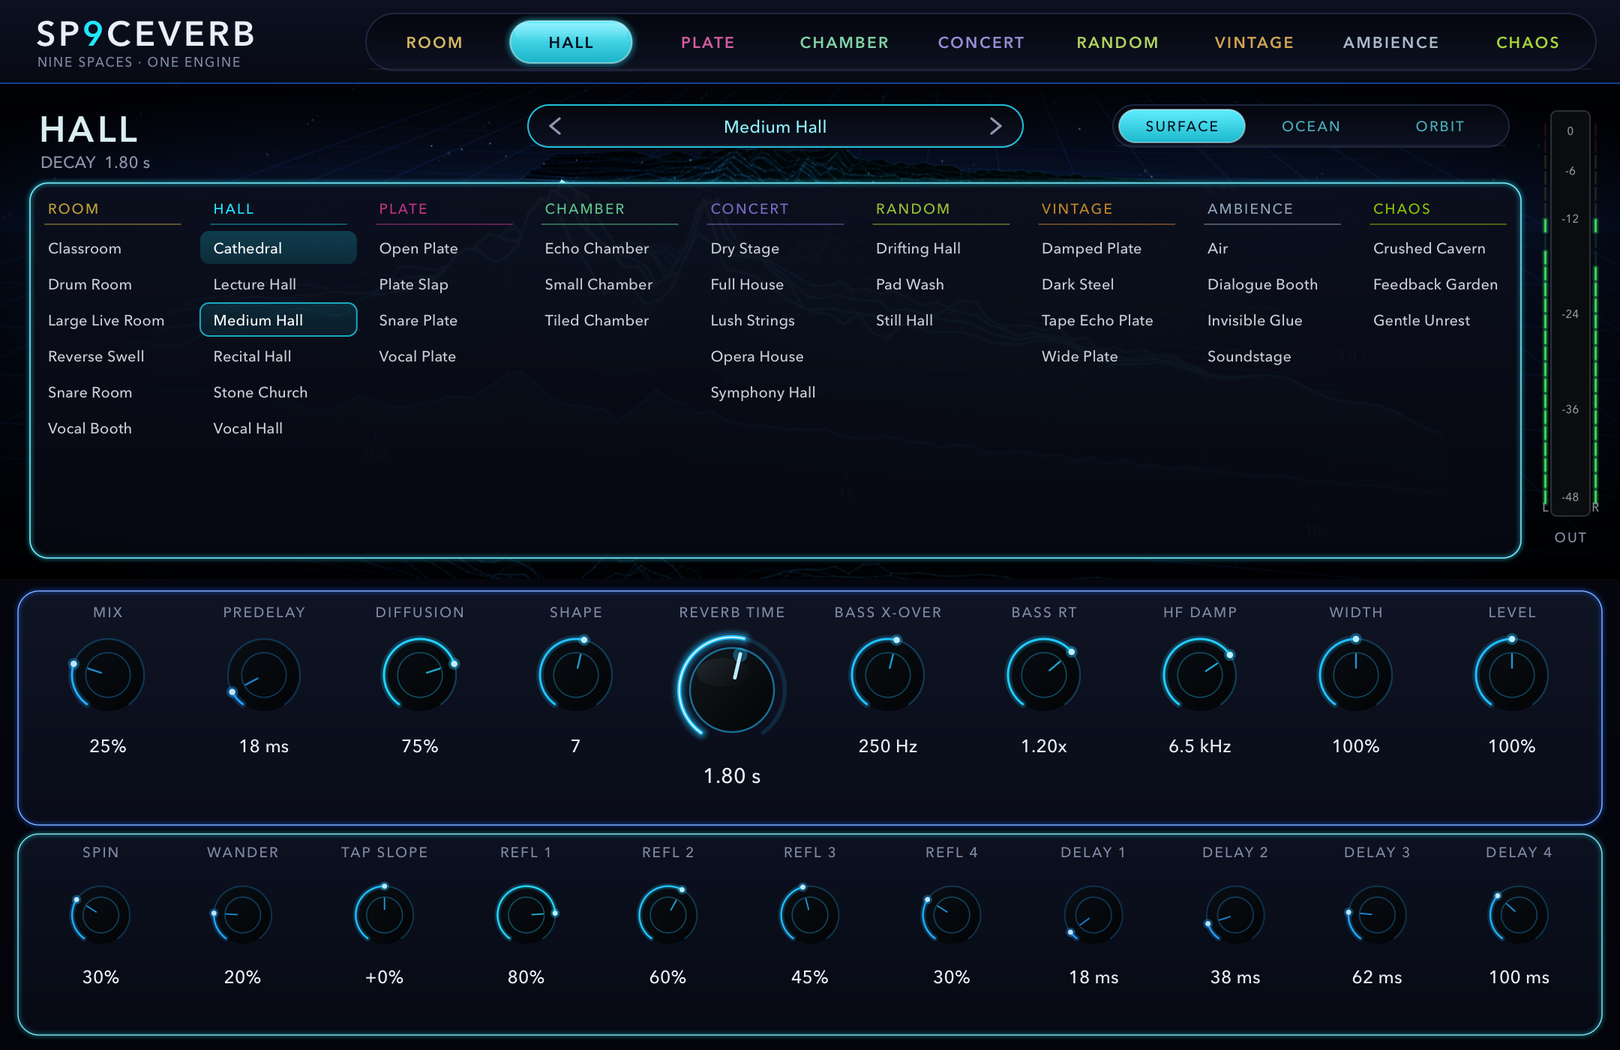 SP9CEVERB
NINE SPACES · ONE ENGINE
ROOM HALL PLATE CHAMBER CONCERT RANDOM VINTAGE AMBIENCE CHAOS
HALL
DECAY 1.80 s
Medium Hall
SURFACE OCEAN ORBIT
ROOM HALL PLATE CHAMBER CONCERT RANDOM VINTAGE AMBIENCE CHAOS
Classroom Cathedral Open Plate Echo Chamber Dry Stage Drifting Hall Damped Plate Air Crushed Cavern
Drum Room Lecture Hall Plate Slap Small Chamber Full House Pad Wash Dark Steel Dialogue Booth Feedback Garden
Large Live Room Medium Hall Snare Plate Tiled Chamber Lush Strings Still Hall Tape Echo Plate Invisible Glue Gentle Unrest
Reverse Swell Recital Hall Vocal Plate Opera House Wide Plate Soundstage
Snare Room Stone Church Symphony Hall
Vocal Booth Vocal Hall
0
-6
-12
-24
-36
-48
L R
OUT
MIX PREDELAY DIFFUSION SHAPE REVERB TIME BASS X-OVER BASS RT HF DAMP WIDTH LEVEL
25% 18 ms 75% 7 1.80 s 250 Hz 1.20x 6.5 kHz 100% 100%
SPIN WANDER TAP SLOPE REFL 1 REFL 2 REFL 3 REFL 4 DELAY 1 DELAY 2 DELAY 3 DELAY 4
30% 20% +0% 80% 60% 45% 30% 18 ms 38 ms 62 ms 100 ms